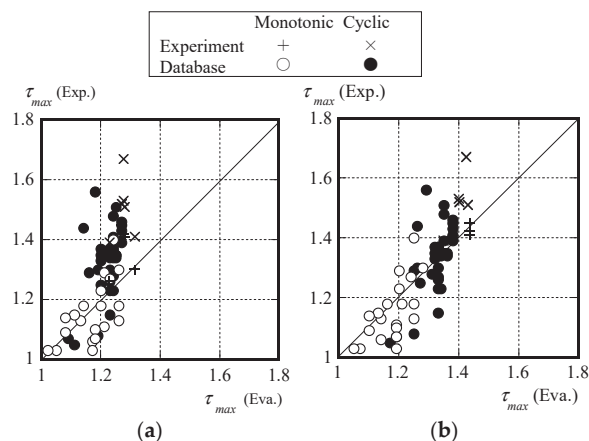 Monotonic Cyclic
Experiment + ×
Database ○ ●
τmax (Exp.) τmax (Exp.)
1.8 1.8
1.6 1.6
1.4 1.4
1.2 1.2
1 1
1 1.2 1.4 1.6 1.8 1 1.2 1.4 1.6 1.8
τmax (Eva.) τmax (Eva.)
(a) (b)